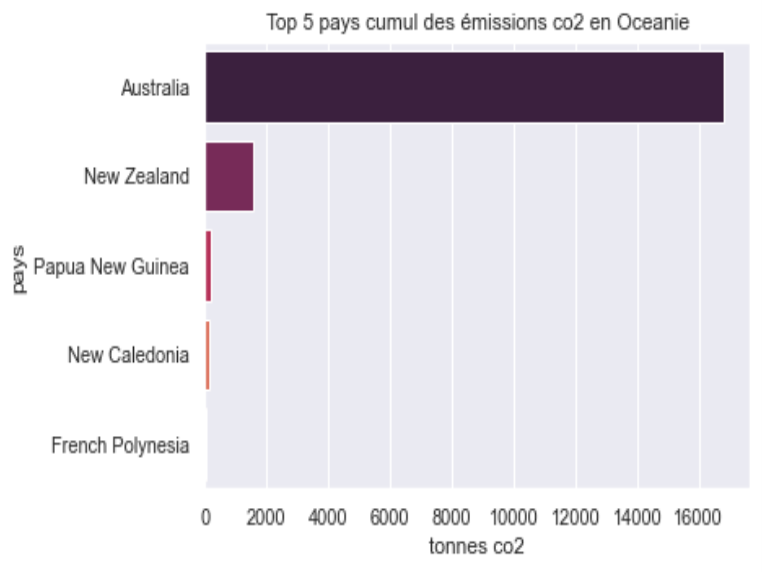 Top 5 pays cumul des émissions co2 en Oceanie
Australia
New Zealand
Papua New Guinea
New Caledonia
French Polynesia
pays
0 2000 4000 6000 8000 10000 12000 14000 16000
tonnes co2